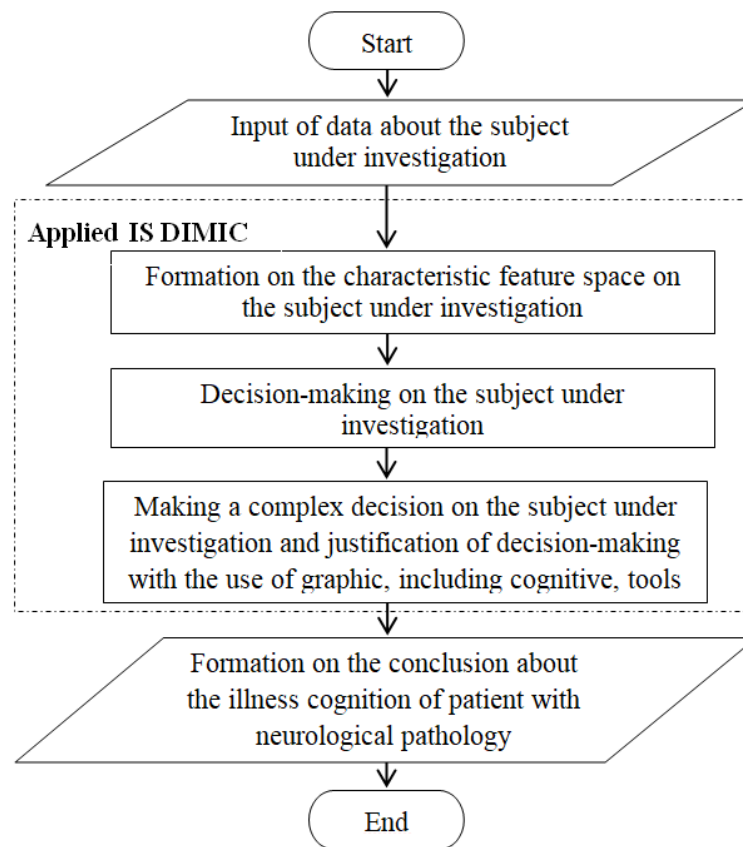 Start
Input of data about the subject
under investigation
Applied IS DIMIC
Formation on the characteristic feature space on
the subject under investigation
Decision-making on the subject under
investigation
Making a complex decision on the subject under
investigation and justification of decision-making
with the use of graphic, including cognitive, tools
Formation on the conclusion about
the illness cognition of patient with
neurological pathology
End